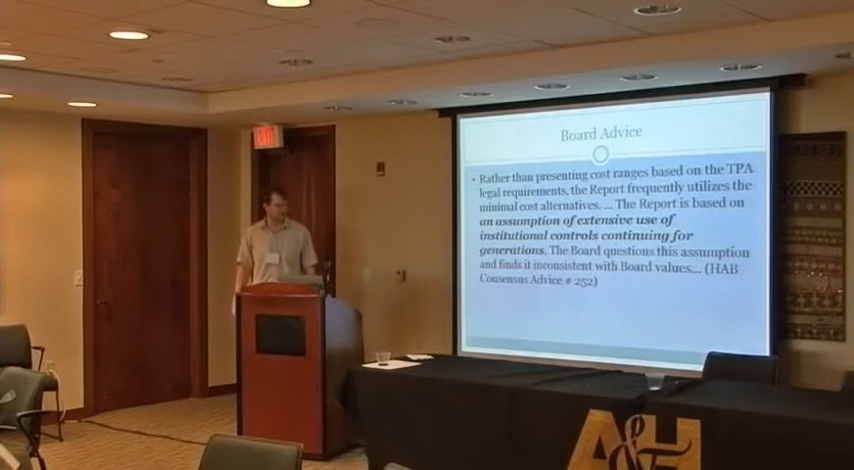 EXIT
Board Advice
• Rather than presenting cost ranges based on the TPA
legal requirements, the Report frequently utilizes the
minimal cost alternatives. ... The Report is based on
an assumption of extensive use of
institutional controls continuing for
generations. The Board questions this assumption
and finds it inconsistent with Board values... (HAB
Consensus Advice # 252)
A&H